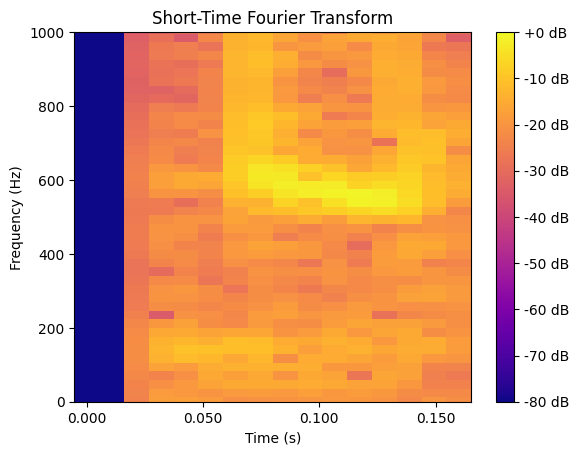 Short-Time Fourier Transform
1000
800
600
400
200
0
Frequency (Hz)
0.000
0.050
0.100
0.150
Time (s)
+0 dB
-10 dB
-20 dB
-30 dB
-40 dB
-50 dB
-60 dB
-70 dB
-80 dB